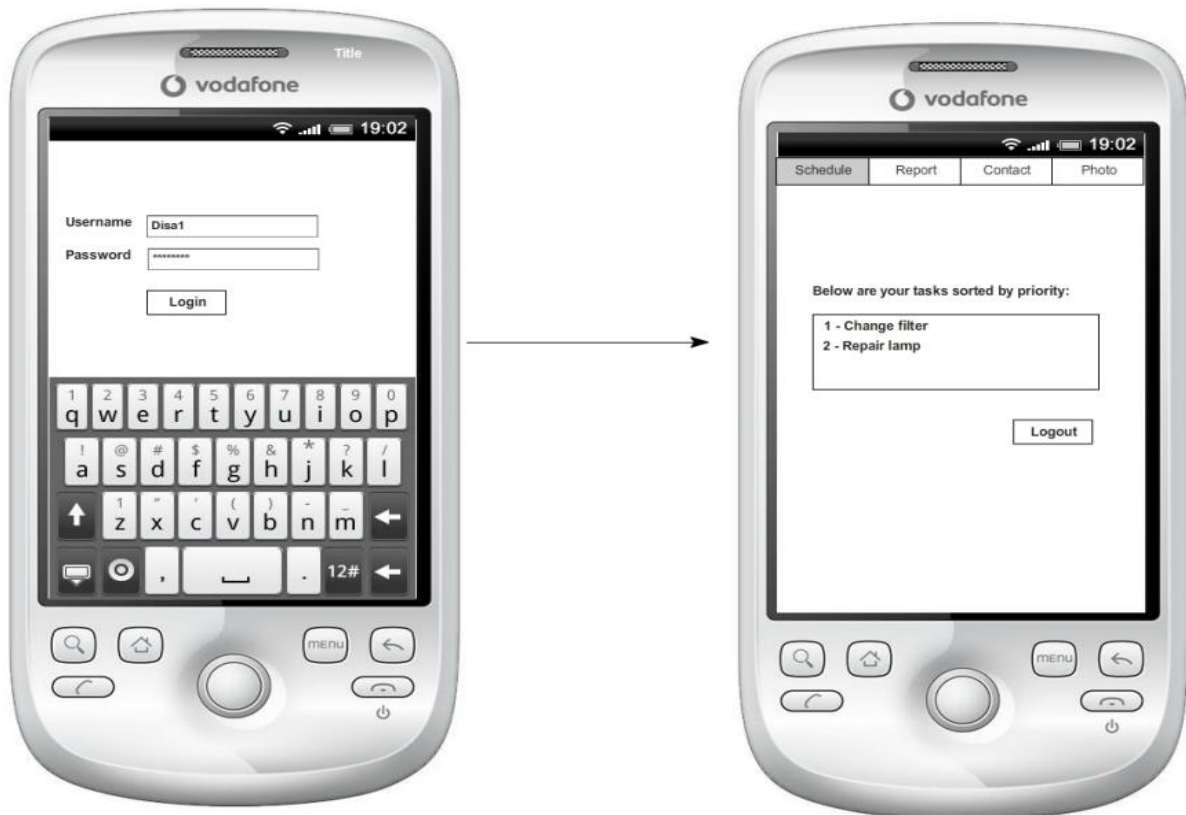 Title
vodafone
19:02
Username Disa1
Password ********
Login
1 2 3 4 5 6 7 8 9 0
q w e r t y u i o p
! @ # $ % & * ? /
a s d f g h j k l
1 " ' ( ) - _
z x c v b n m
, . 12#
MENU
vodafone
19:02
Schedule Report Contact Photo
Below are your tasks sorted by priority:
1 - Change filter
2 - Repair lamp
Logout
MENU